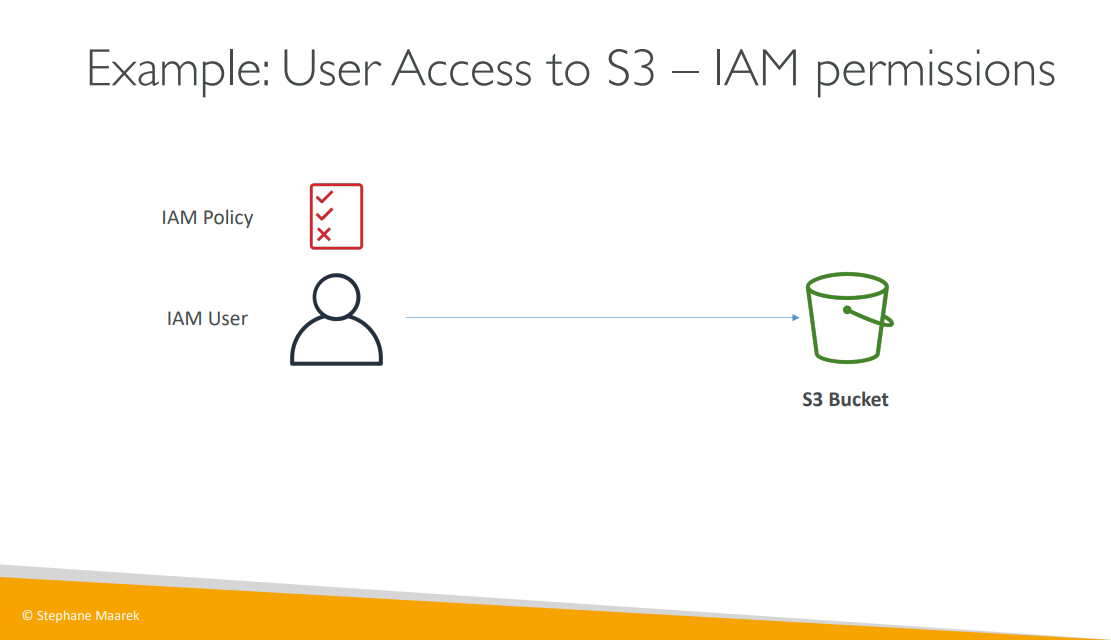 Example: User Access to S3 – IAM permissions
IAM Policy
IAM User
S3 Bucket
© Stephane Maarek